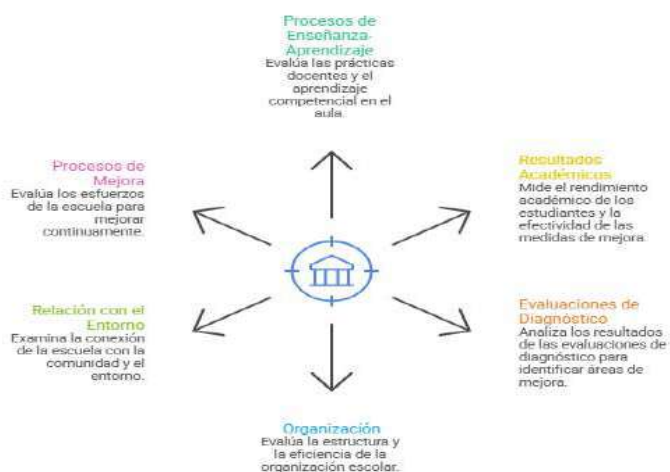 Procesos de
Enseñanza-
Aprendizaje
Evalúa las prácticas
docentes y el
aprendizaje
competencial en el
aula.
Procesos de
Mejora
Evalúa los esfuerzos
de la escuela para
mejorar
continuamente.
Resultados
Académicos
Mide el rendimiento
académico de los
estudiantes y la
efectividad de las
medidas de mejora.
Relación con el
Entorno
Examina la conexión
de la escuela con la
comunidad y el
entorno.
Evaluaciones de
Diagnóstico
Analiza los resultados
de las evaluaciones de
diagnóstico para
identificar áreas de
mejora.
Organización
Evalúa la estructura y
la eficiencia de la
organización escolar.